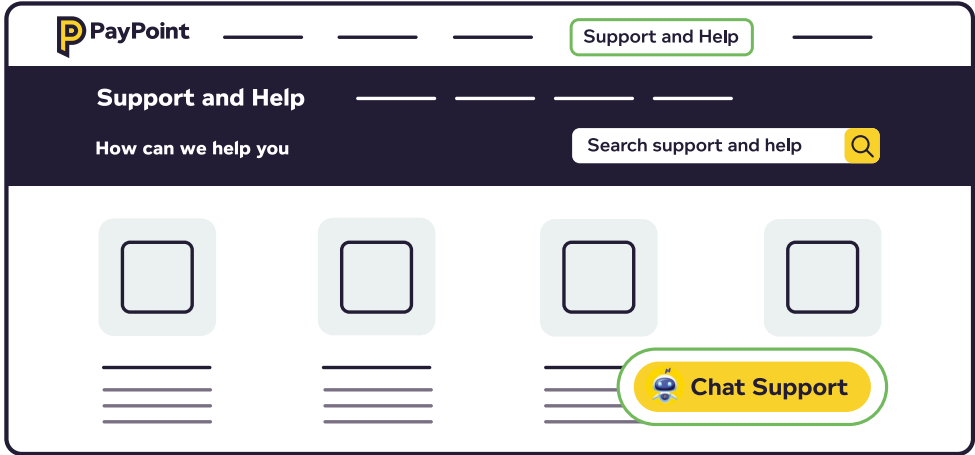 PayPoint
Support and Help
Support and Help
How can we help you
Search support and help
Chat Support